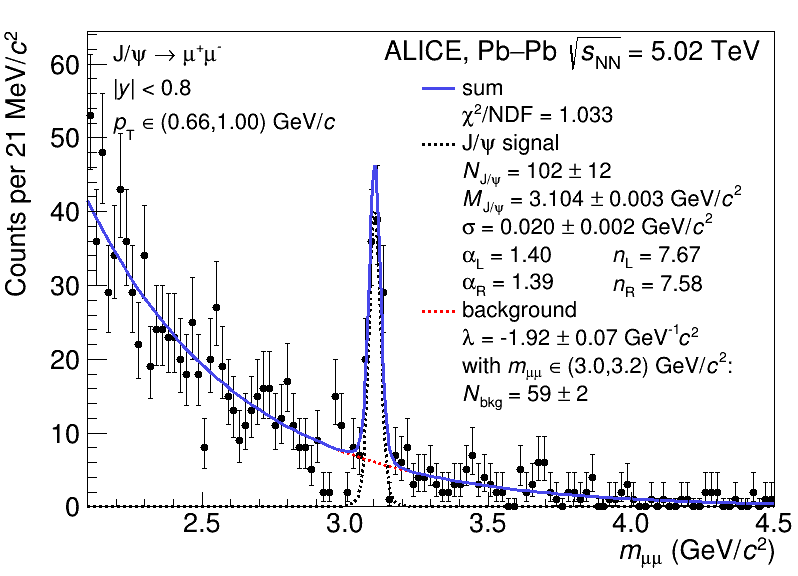 ALICE, Pb–Pb √s_NN = 5.02 TeV
J/ψ → μ⁺μ⁻
|y| < 0.8
p_T ∈ (0.66,1.00) GeV/c
sum
χ²/NDF = 1.033
J/ψ signal
N_J/ψ = 102 ± 12
M_J/ψ = 3.104 ± 0.003 GeV/c²
σ = 0.020 ± 0.002 GeV/c²
α_L = 1.40 n_L = 7.67
α_R = 1.39 n_R = 7.58
background
λ = -1.92 ± 0.07 GeV⁻¹c²
with m_μμ ∈ (3.0,3.2) GeV/c²:
N_bkg = 59 ± 2
Counts per 21 MeV/c²
60
50
40
30
20
10
0
2.5 3.0 3.5 4.0 4.5
m_μμ (GeV/c²)